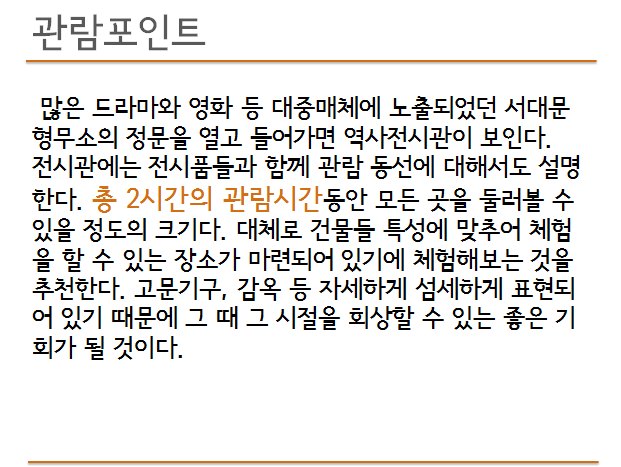 관람포인트
많은 드라마와 영화 등 대중매체에 노출되었던 서대문
형무소의 정문을 열고 들어가면 역사전시관이 보인다.
전시관에는 전시품들과 함께 관람 동선에 대해서도 설명
한다. 총 2시간의 관람시간동안 모든 곳을 둘러볼 수
있을 정도의 크기다. 대체로 건물들 특성에 맞추어 체험
을 할 수 있는 장소가 마련되어 있기에 체험해보는 것을
추천한다. 고문기구, 감옥 등 자세하게 섬세하게 표현되
어 있기 때문에 그 때 그 시절을 회상할 수 있는 좋은 기
회가 될 것이다.